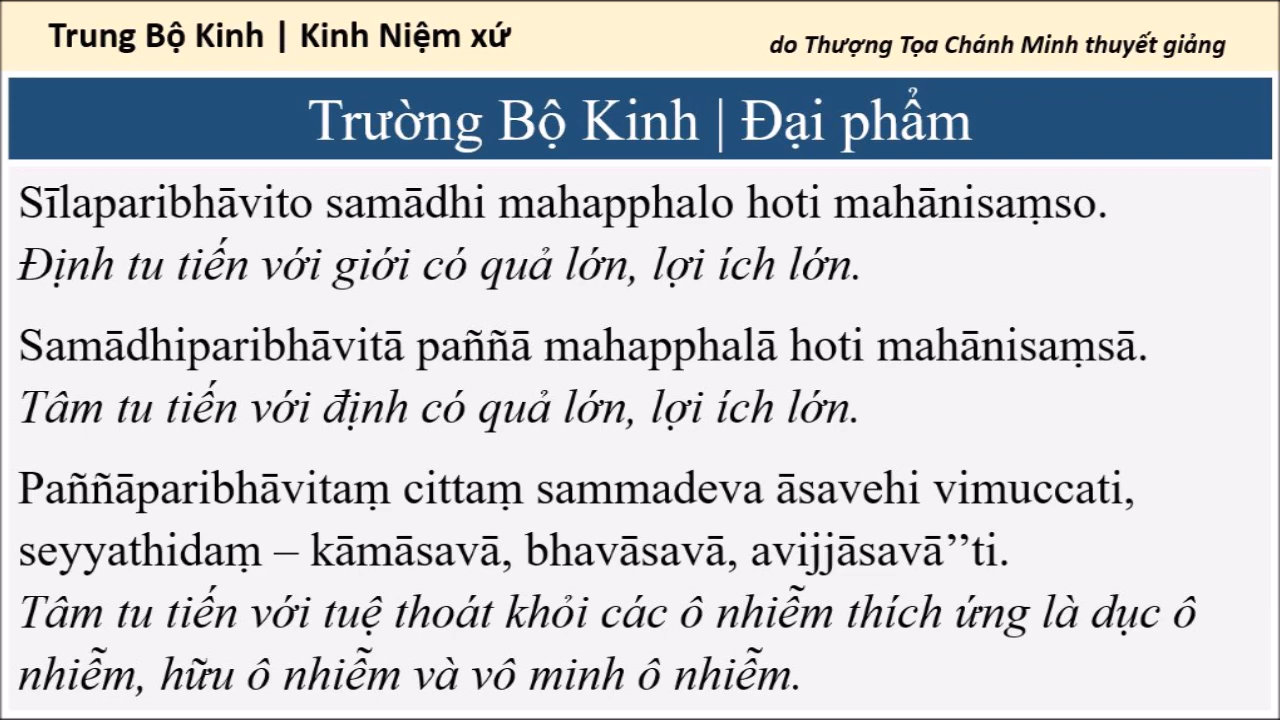 Trung Bộ Kinh | Kinh Niệm xứ
do Thượng Tọa Chánh Minh thuyết giảng
Trường Bộ Kinh | Đại phẩm
Sīlaparibhāvito samādhi mahapphalo hoti mahānisaṃso.
Định tu tiến với giới có quả lớn, lợi ích lớn.
Samādhiparibhāvitā paññā mahapphalā hoti mahānisaṃsā.
Tâm tu tiến với định có quả lớn, lợi ích lớn.
Paññāparibhāvitaṃ cittaṃ sammadeva āsavehi vimuccati,
seyyathidaṃ – kāmāsavā, bhavāsavā, avijjāsavā’’ti.
Tâm tu tiến với tuệ thoát khỏi các ô nhiễm thích ứng là dục ô
nhiễm, hữu ô nhiễm và vô minh ô nhiễm.